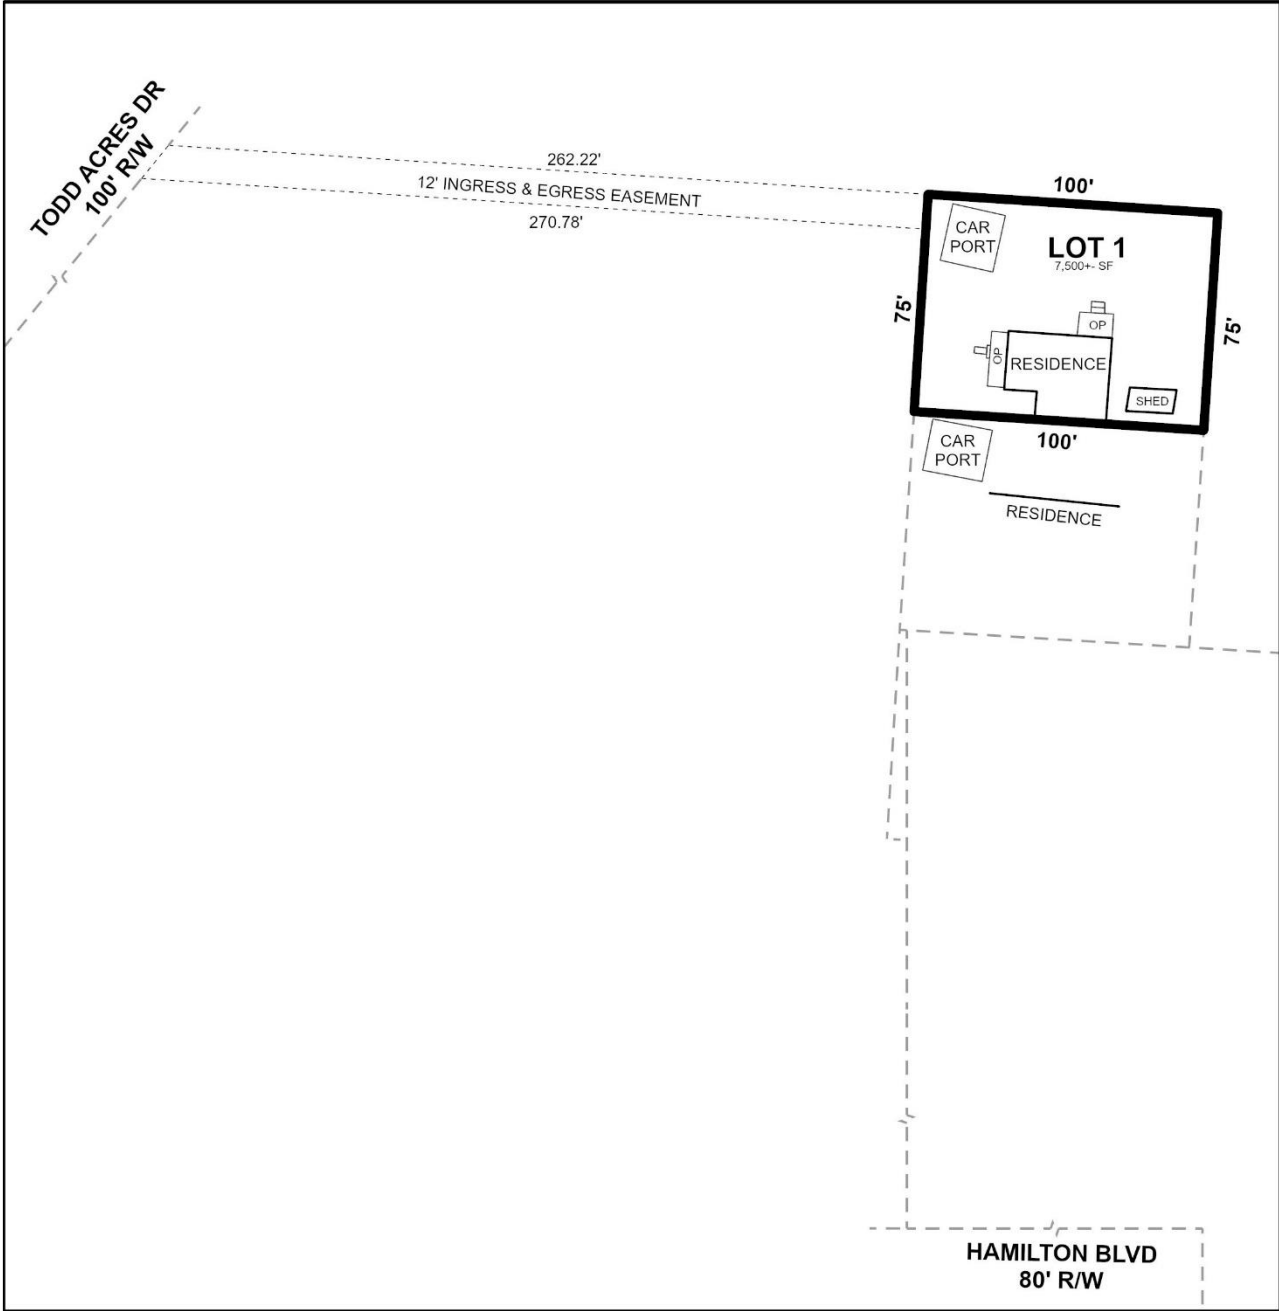 TODD ACRES DR
100' R/W
262.22'
12' INGRESS & EGRESS EASEMENT
270.78'
100'
CAR
PORT
LOT 1
7,500+- SF
75'
75'
OP
OP
RESIDENCE
SHED
100'
CAR
PORT
RESIDENCE
HAMILTON BLVD
80' R/W